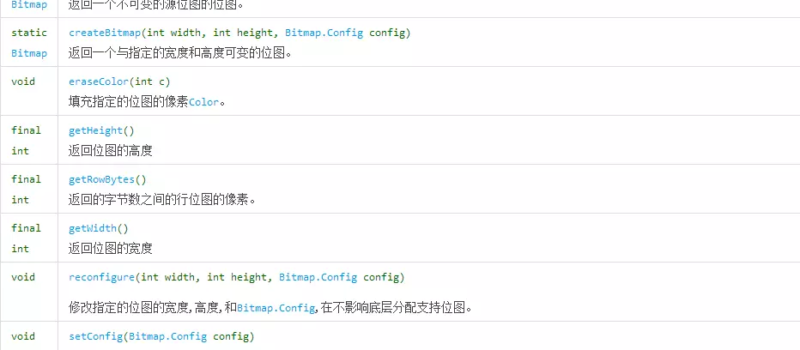 Bitmap 返回一个不可变的源位图的位图。
static createBitmap(int width, int height, Bitmap.Config config)
Bitmap 返回一个与指定的宽度和高度可变的位图。
void eraseColor(int c)
填充指定的位图的像素Color。
final getHeight()
int 返回位图的高度
final getRowBytes()
int 返回的字节数之间的行位图的像素。
final getWidth()
int 返回位图的宽度
void reconfigure(int width, int height, Bitmap.Config config)
修改指定的位图的宽度,高度,和Bitmap.Config,在不影响底层分配支持位图。
void setConfig(Bitmap.Config config)